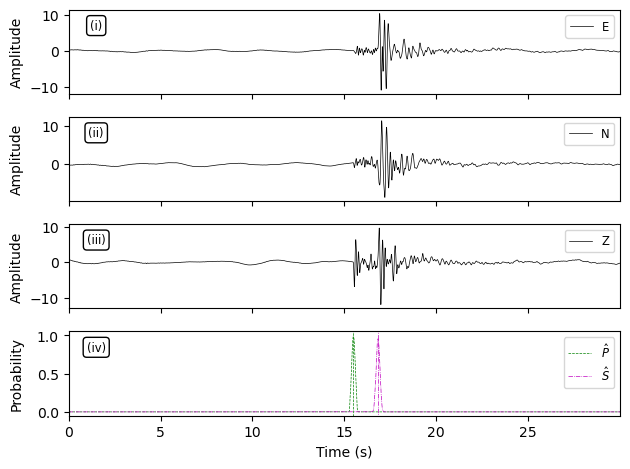 Amplitude
10
0
−10
(i)
E
Amplitude
10
0
(ii)
N
Amplitude
10
0
−10
(iii)
Z
Probability
1.0
0.5
0.0
(iv)
P̂
Ŝ
0 5 10 15 20 25
Time (s)